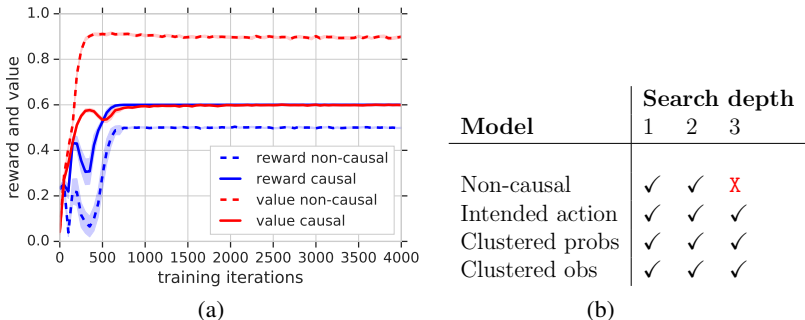 1.0
0.8
0.6
0.4
0.2
0.0
reward and value
0 500 1000 1500 2000 2500 3000 3500 4000
training iterations
reward non-causal
reward causal
value non-causal
value causal
(a)
Search depth
Model 1 2 3
Non-causal ✓ ✓ X
Intended action ✓ ✓ ✓
Clustered probs ✓ ✓ ✓
Clustered obs ✓ ✓ ✓
(b)